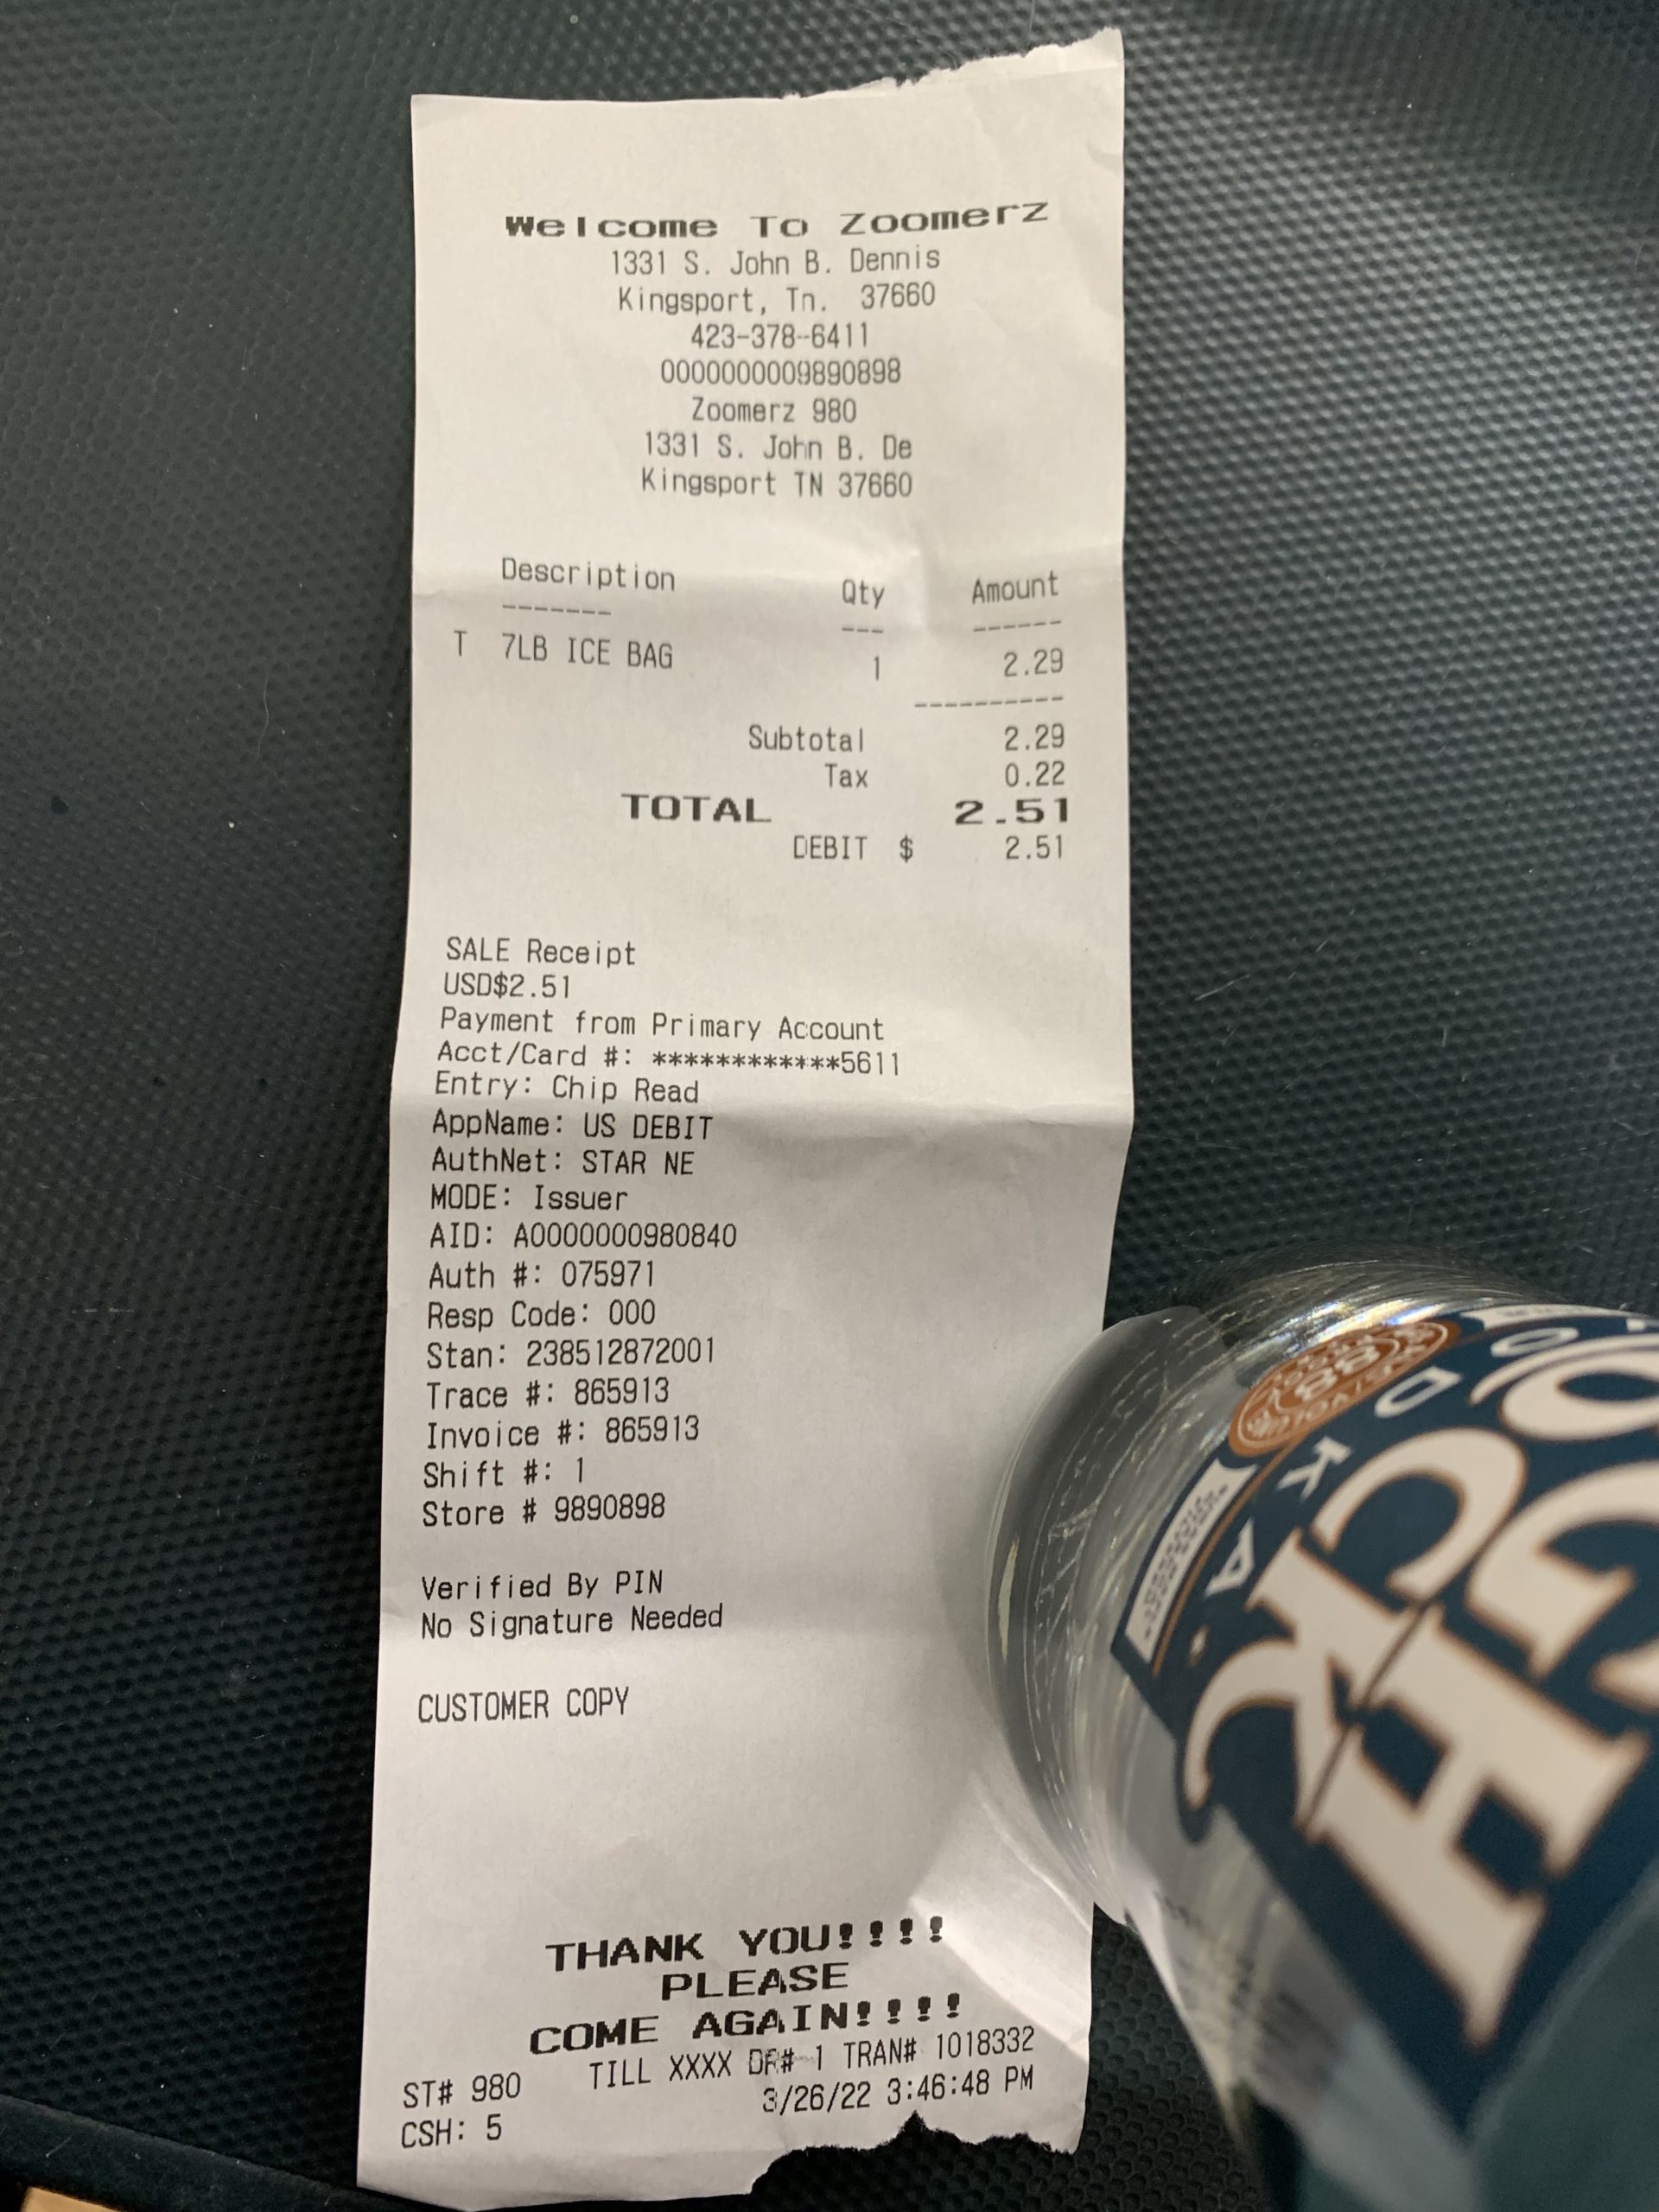 Welcome To Zoomerz
1331 S. John B. Dennis
Kingsport, Tn. 37660
423-378-6411
0000000009890898
Zoomerz 980
1331 S. John B. De
Kingsport TN 37660
Description Qty Amount
------- --- ------
T 7LB ICE BAG 1 2.29
----------
Subtotal 2.29
Tax 0.22
TOTAL 2.51
DEBIT $ 2.51
SALE Receipt
USD$2.51
Payment from Primary Account
Acct/Card #: ************5611
Entry: Chip Read
AppName: US DEBIT
AuthNet: STAR NE
MODE: Issuer
AID: A0000000980840
Auth #: 075971
Resp Code: 000
Stan: 238512872001
Trace #: 865913
Invoice #: 865913
Shift #: 1
Store # 9890898
Verified By PIN
No Signature Needed
CUSTOMER COPY
THANK YOU!!!!
PLEASE
COME AGAIN!!!!
ST# 980 TILL XXXX DR# 1 TRAN# 1018332
CSH: 5 3/26/22 3:46:48 PM
VODKA
88